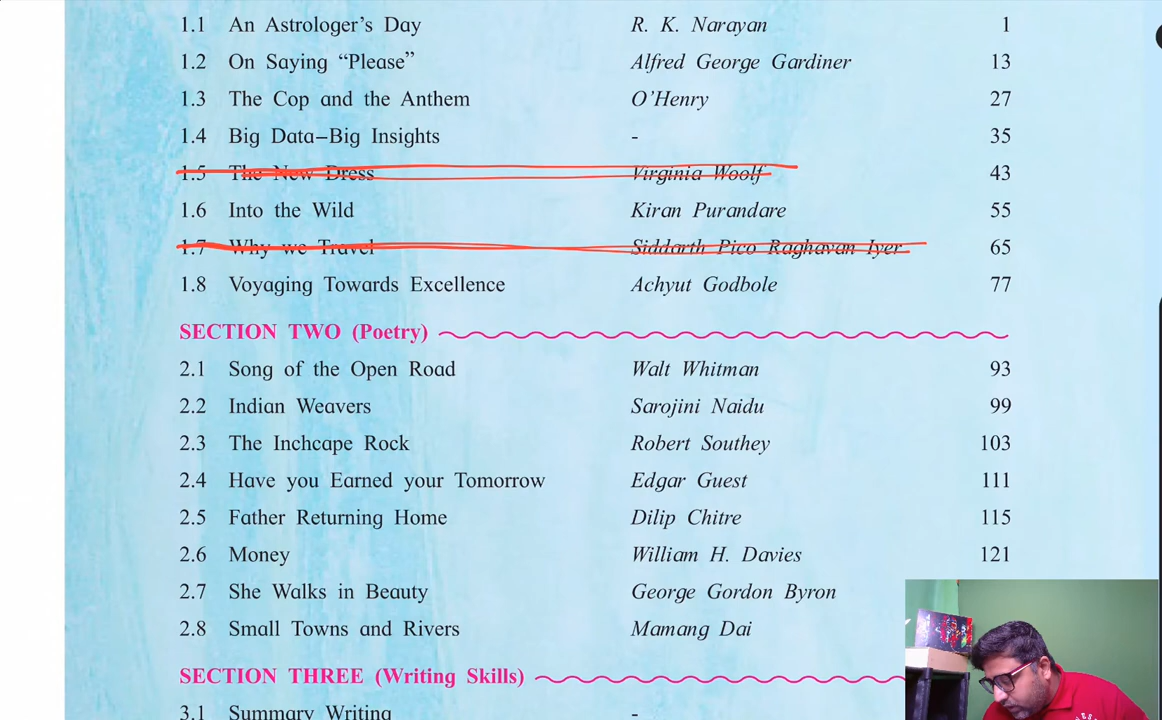 1.1 An Astrologer's Day R. K. Narayan 1
1.2 On Saying “Please” Alfred George Gardiner 13
1.3 The Cop and the Anthem O'Henry 27
1.4 Big Data–Big Insights - 35
1.5 The New Dress Virginia Woolf 43
1.6 Into the Wild Kiran Purandare 55
1.7 Why we Travel Siddarth Pico Raghavan Iyer 65
1.8 Voyaging Towards Excellence Achyut Godbole 77
SECTION TWO (Poetry)
2.1 Song of the Open Road Walt Whitman 93
2.2 Indian Weavers Sarojini Naidu 99
2.3 The Inchcape Rock Robert Southey 103
2.4 Have you Earned your Tomorrow Edgar Guest 111
2.5 Father Returning Home Dilip Chitre 115
2.6 Money William H. Davies 121
2.7 She Walks in Beauty George Gordon Byron
2.8 Small Towns and Rivers Mamang Dai
SECTION THREE (Writing Skills)
3.1 Summary Writing -